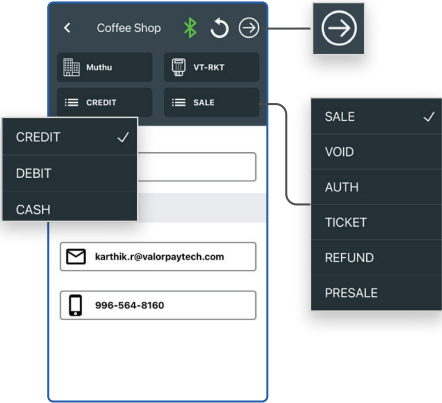 Coffee Shop
Muthu
VT-RKT
CREDIT
SALE
CREDIT
DEBIT
CASH
SALE
VOID
AUTH
TICKET
REFUND
PRESALE
karthik.r@valorpaytech.com
996-564-8160